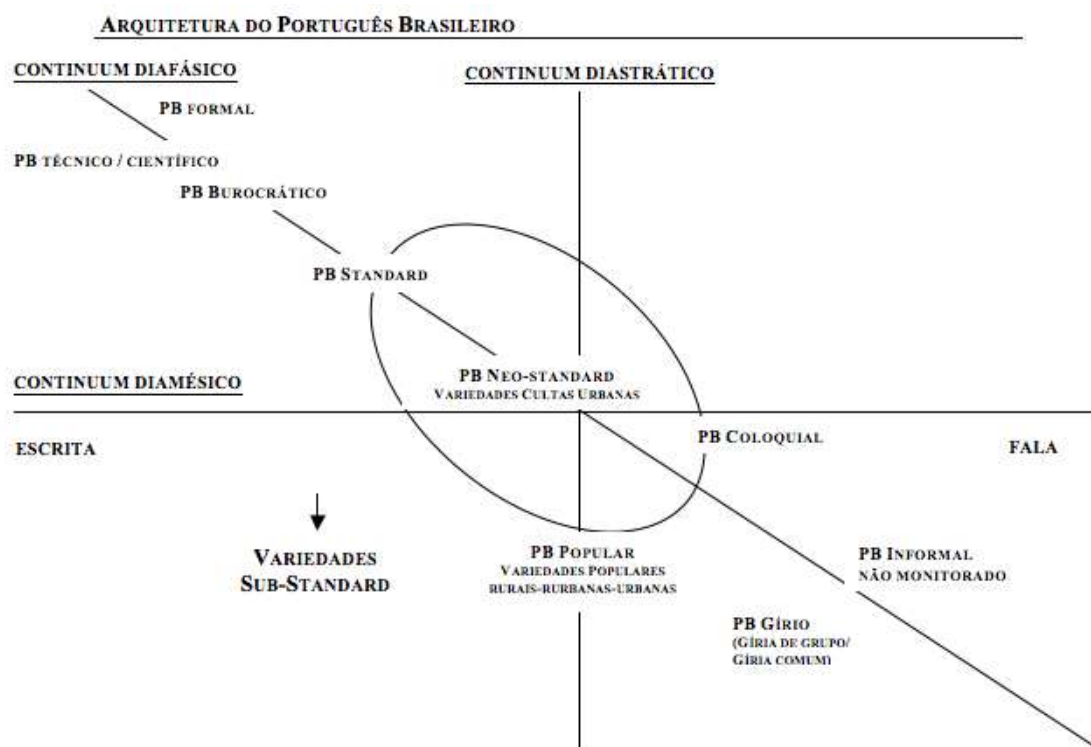 ARQUITETURA DO PORTUGUÊS BRASILEIRO
CONTINUUM DIAFÁSICO
CONTINUUM DIASTRÁTICO
PB FORMAL
PB TÉCNICO / CIENTÍFICO
PB BUROCRÁTICO
PB STANDARD
PB NEO-STANDARD
VARIEDADES CULTAS URBANAS
CONTINUUM DIAMÉSICO
ESCRITA
PB COLOQUIAL
FALA
VARIEDADES
SUB-STANDARD
PB POPULAR
VARIEDADES POPULARES
RURAIS-RURBANAS-URBANAS
PB INFORMAL
NÃO MONITORADO
PB GÍRIO
(GÍRIA DE GRUPO/
GÍRIA COMUM)